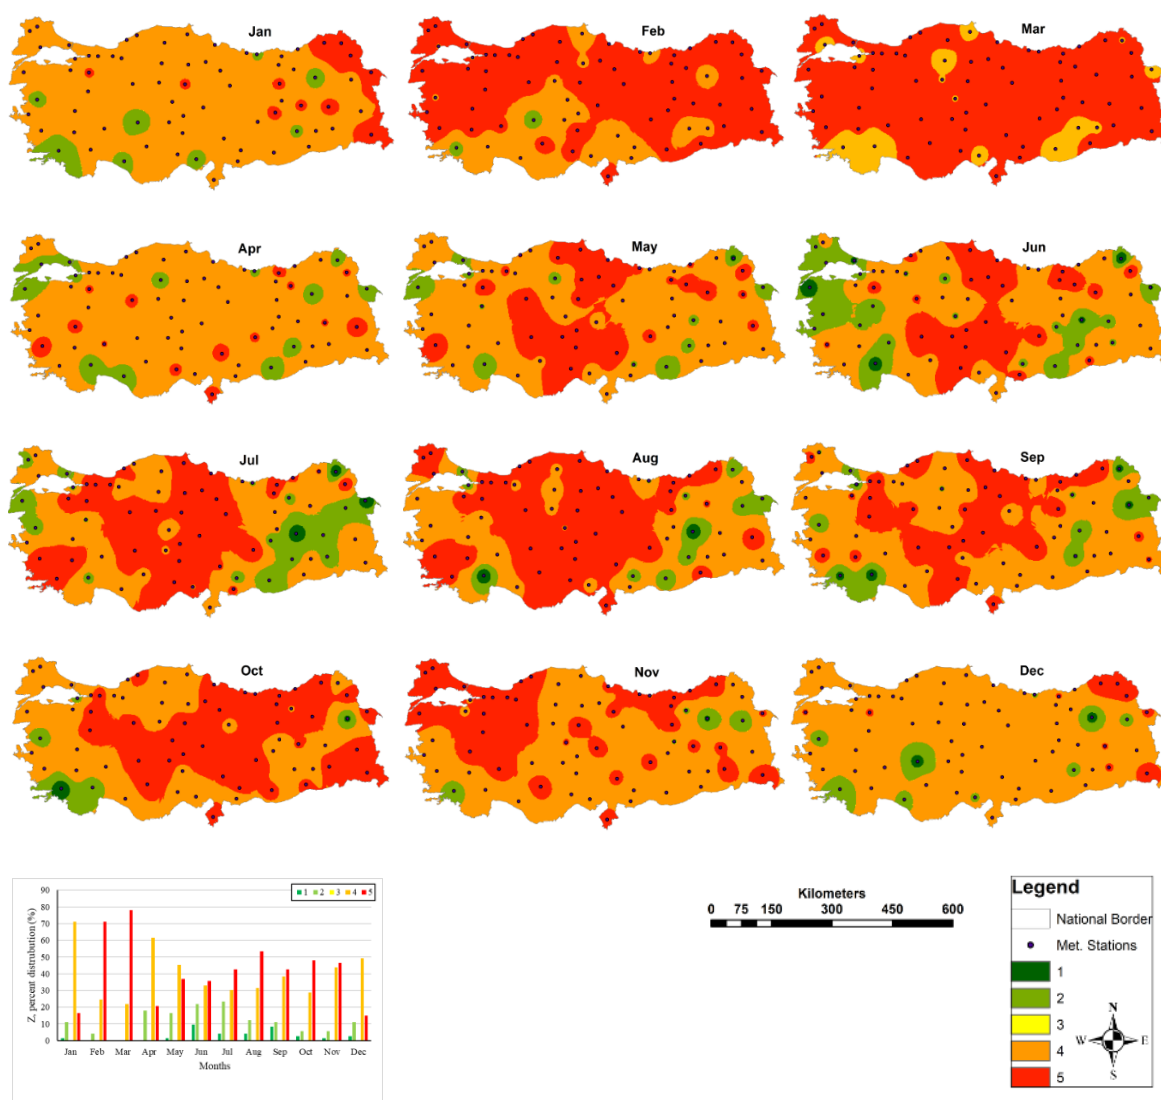 Jan
Feb
Mar
Apr
May
Jun
Jul
Aug
Sep
Oct
Nov
Dec
Z, percent distrubution (%)
90
80
70
60
50
40
30
20
10
0
1 2 3 4 5
Jan Feb Mar Apr May Jun Jul Aug Sep Oct Nov Dec
Months
Kilometers
0 75 150 300 450 600
Legend
National Border
Met. Stations
1
2
3
4
5
N
W E
S